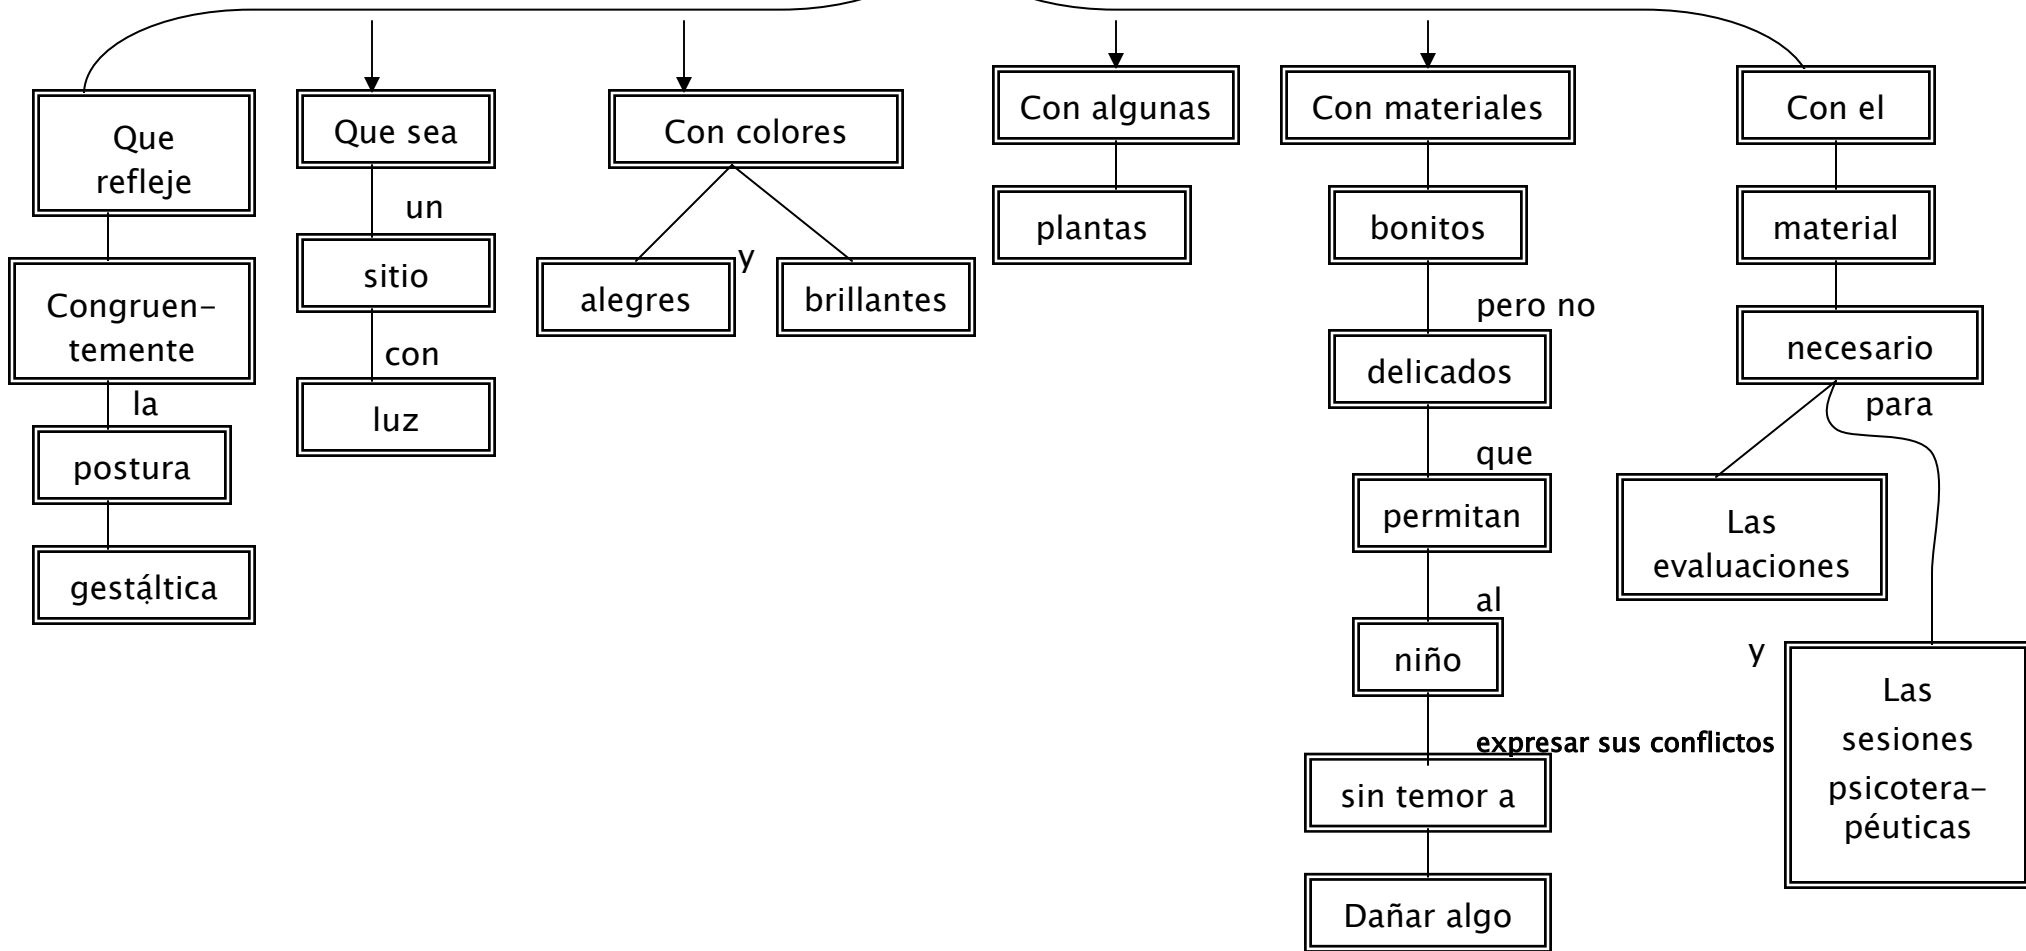 Que
refleje
Congruen-
temente
la
postura
gestáltica
Que sea
un
sitio
con
luz
Con colores
alegres
y
brillantes
Con algunas
plantas
Con materiales
bonitos
pero no
delicados
que
permitan
al
niño
expresar sus conflictos
sin temor a
Dañar algo
Con el
material
necesario
para
Las
evaluaciones
y
Las
sesiones
psicotera-
péuticas